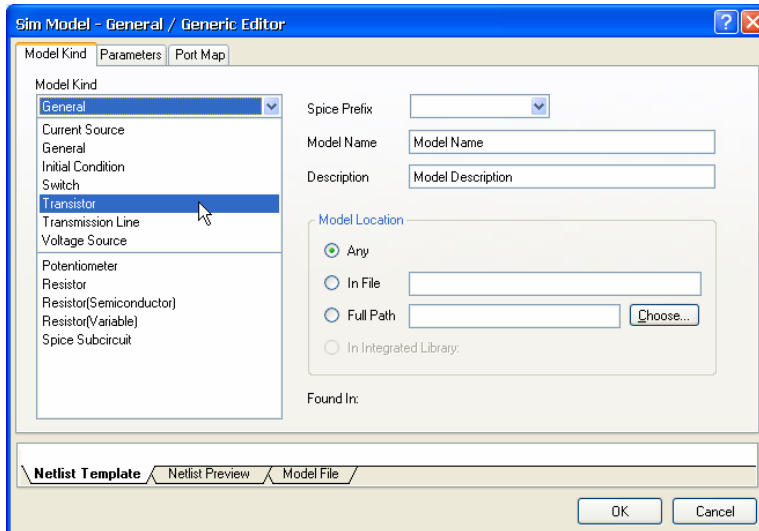 Sim Model - General / Generic Editor
Model Kind Parameters Port Map
Model Kind
General
Current Source
General
Initial Condition
Switch
Transistor
Transmission Line
Voltage Source
Potentiometer
Resistor
Resistor(Semiconductor)
Resistor(Variable)
Spice Subcircuit
Spice Prefix
Model Name Model Name
Description Model Description
Model Location
Any
In File
Full Path Choose...
In Integrated Library:
Found In:
Netlist Template Netlist Preview Model File
OK Cancel